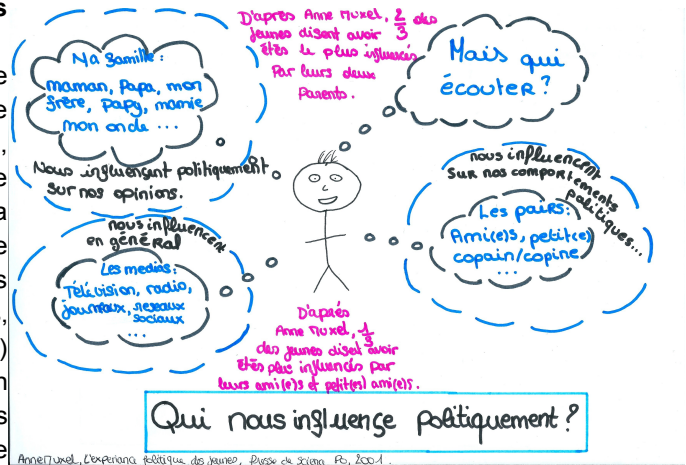 Ma famille :
maman, Papa, mon
frère, Papy, mamie
mon oncle ...
Nous influencent politiquement
sur nos opinions.
D'après Anne Muxel, 2/3 des
jeunes disent avoir
étés le plus influencés
Par leurs deux
Parents.
Mais qui
écouter ?
nous influencent
sur nos comportements
politiques...
Les pairs :
Ami(e)s, petit(e)
copain/copine
...
nous influencent
en général
Les medias :
Télévision, radio,
journaux, reseaux
sociaux
...
D'après
Anne Muxel, 1/3
des jeunes disent avoir
étés plus influencés par
leurs ami(e)s et petit(es) ami(e)s.
Qui nous influence politiquement ?
Anne Muxel, L'experience politique des jeunes, Presse de Science Po, 2001.